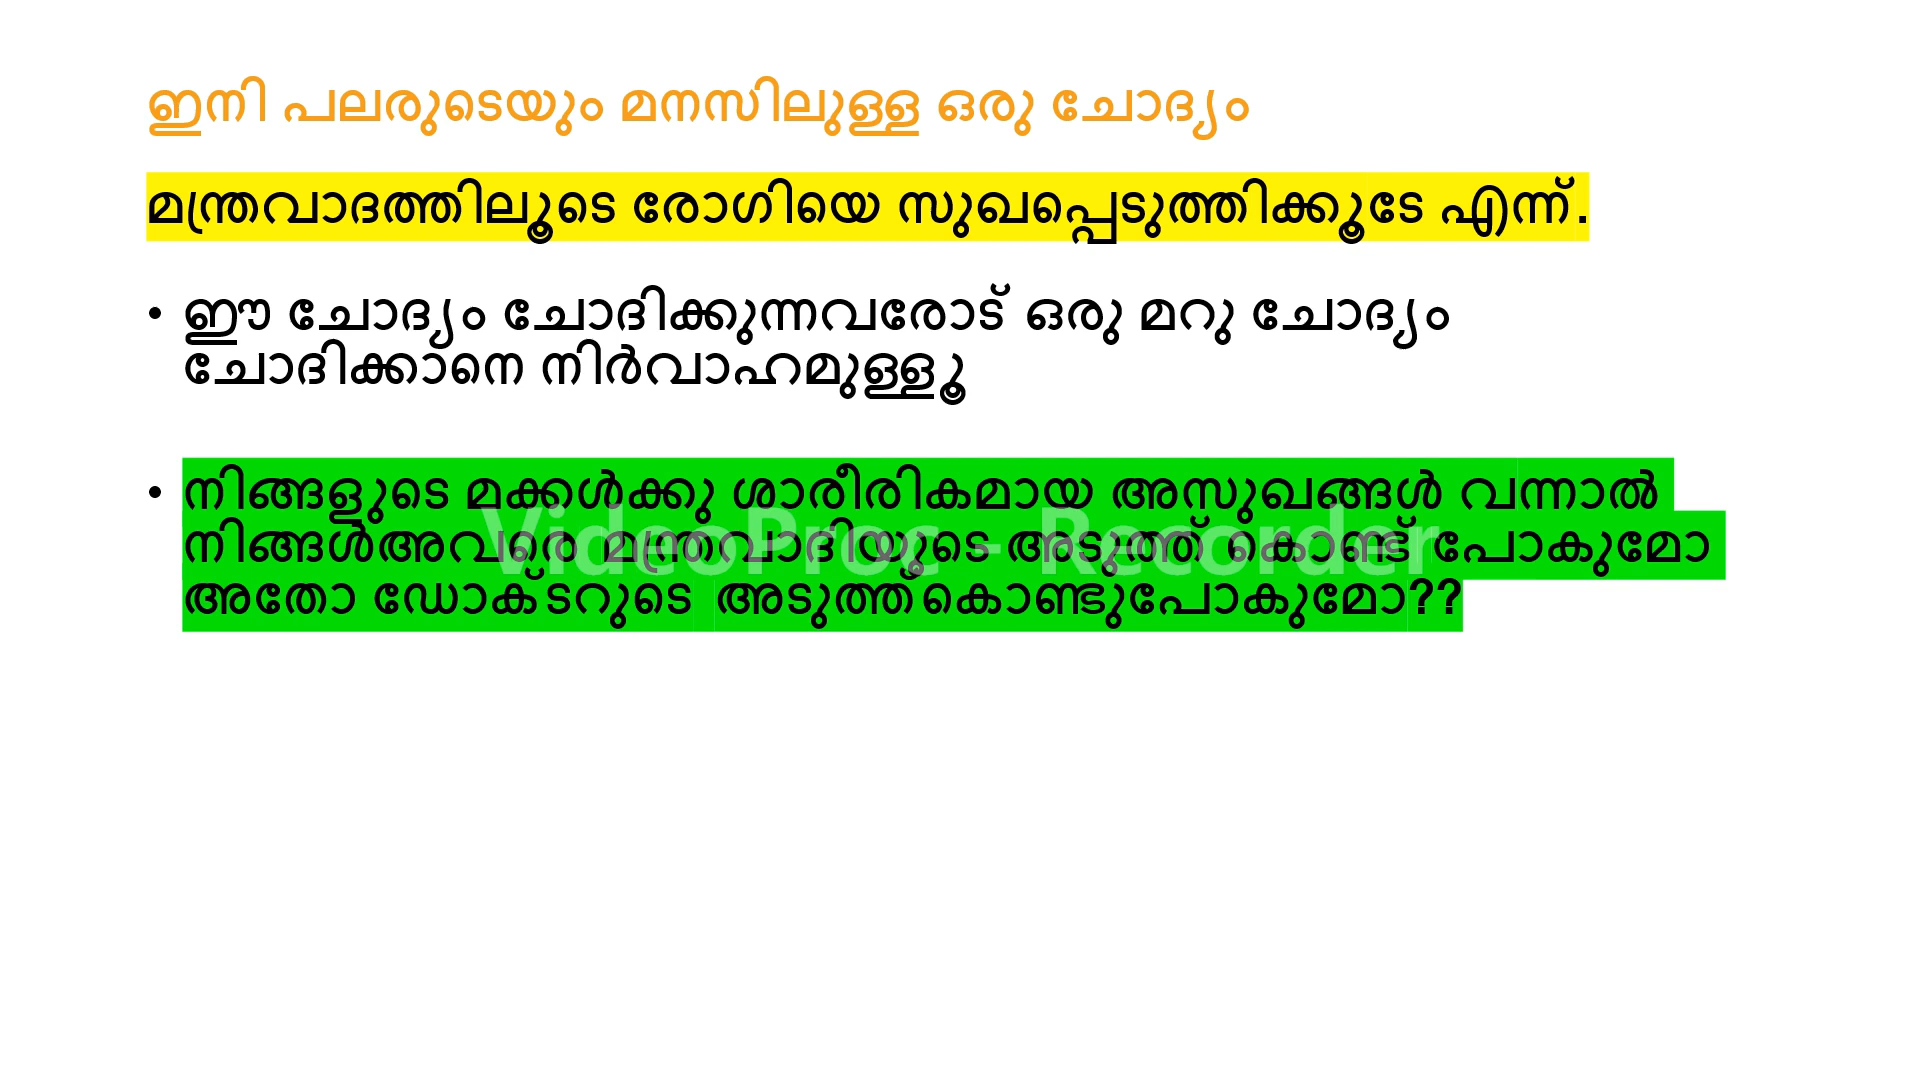 ഇനി പലരുടെയും മനസിലുള്ള ഒരു ചോദ്യം
മന്ത്രവാദത്തിലൂടെ രോഗിയെ സുഖപ്പെടുത്തിക്കൂടേ എന്ന്.
• ഈ ചോദ്യം ചോദിക്കുന്നവരോട് ഒരു മറു ചോദ്യം
ചോദിക്കാനെ നിർവാഹമുള്ളൂ
• നിങ്ങളുടെ മക്കൾക്കു ശാരീരികമായ അസുഖങ്ങൾ വന്നാൽ
നിങ്ങൾഅവരെ മന്ത്രവാദിയുടെ അടുത്ത് കൊണ്ട് പോകുമോ
VideoProc - Recorder
അതോ ഡോക്ടറുടെ അടുത്ത്കൊണ്ടുപോകുമോ??